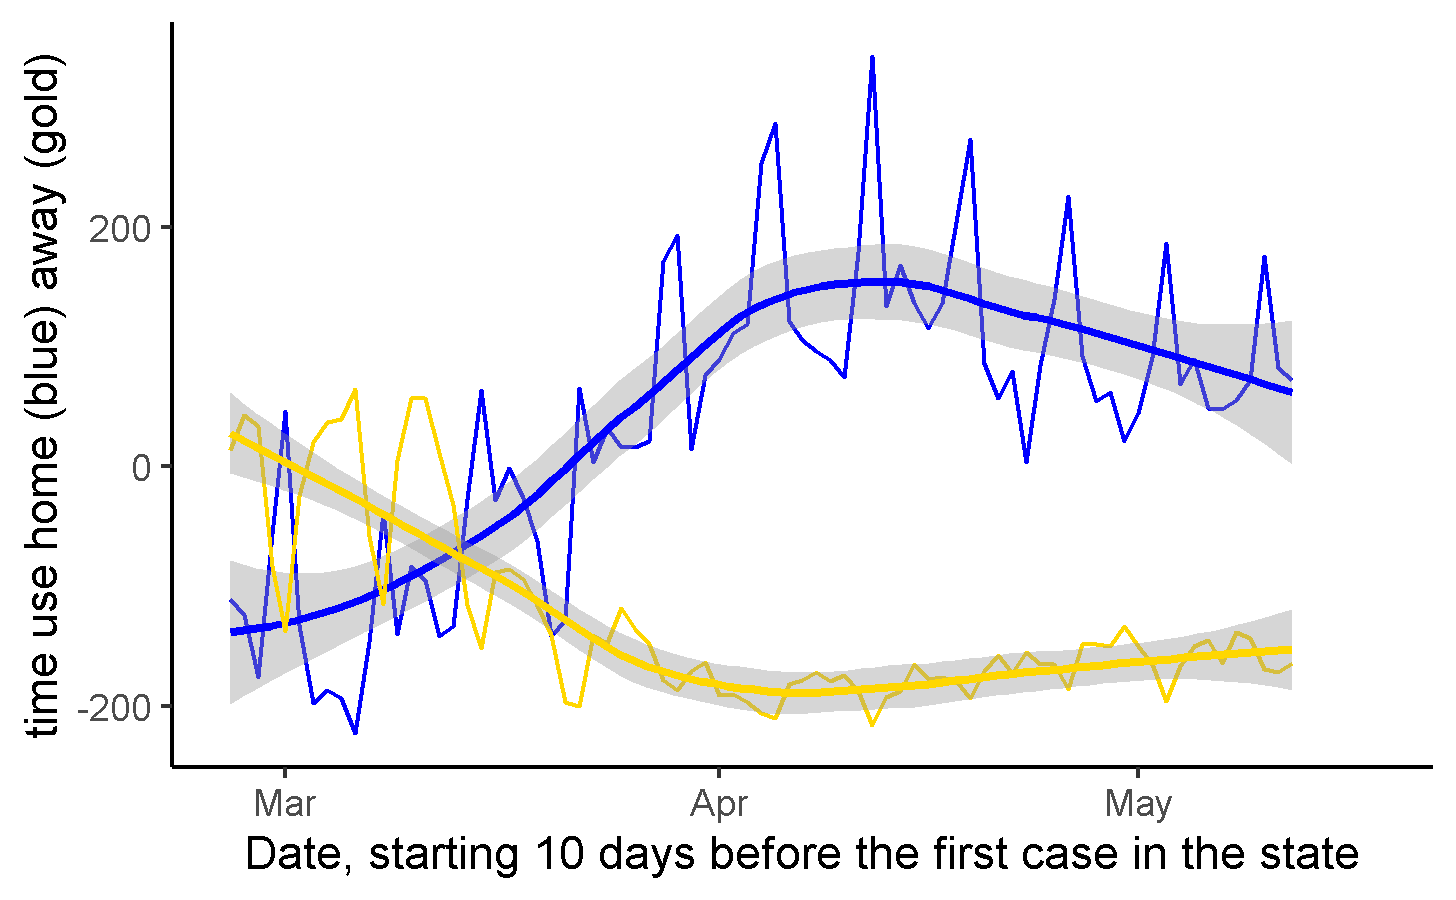 time use home (blue) away (gold)
200
0
-200
Mar
Apr
May
Date, starting 10 days before the first case in the state